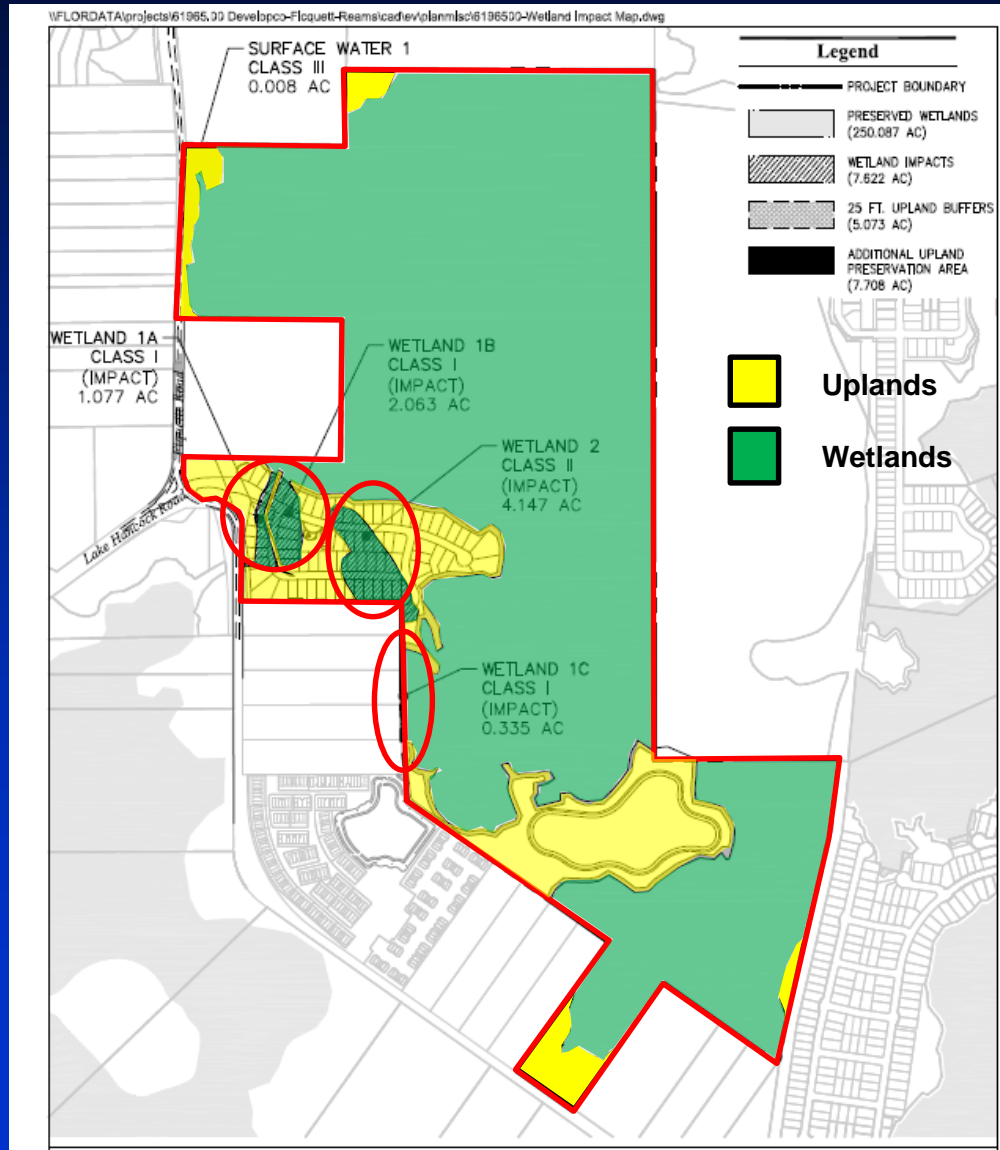 \\FLORDATA\projects\61965.00 Developco-Ficquett-Reams\cad\ev\planmisc\6196500-Wetland Impact Map.dwg
SURFACE WATER 1
CLASS III
0.008 AC
Legend
PROJECT BOUNDARY
PRESERVED WETLANDS
(250.087 AC)
WETLAND IMPACTS
(7.622 AC)
25 FT. UPLAND BUFFERS
(5.073 AC)
ADDITIONAL UPLAND
PRESERVATION AREA
(7.708 AC)
WETLAND 1A
CLASS I
(IMPACT)
1.077 AC
WETLAND 1B
CLASS I
(IMPACT)
2.063 AC
Uplands
Wetlands
WETLAND 2
CLASS II
(IMPACT)
4.147 AC
Lake Hancock Road
WETLAND 1C
CLASS I
(IMPACT)
0.335 AC